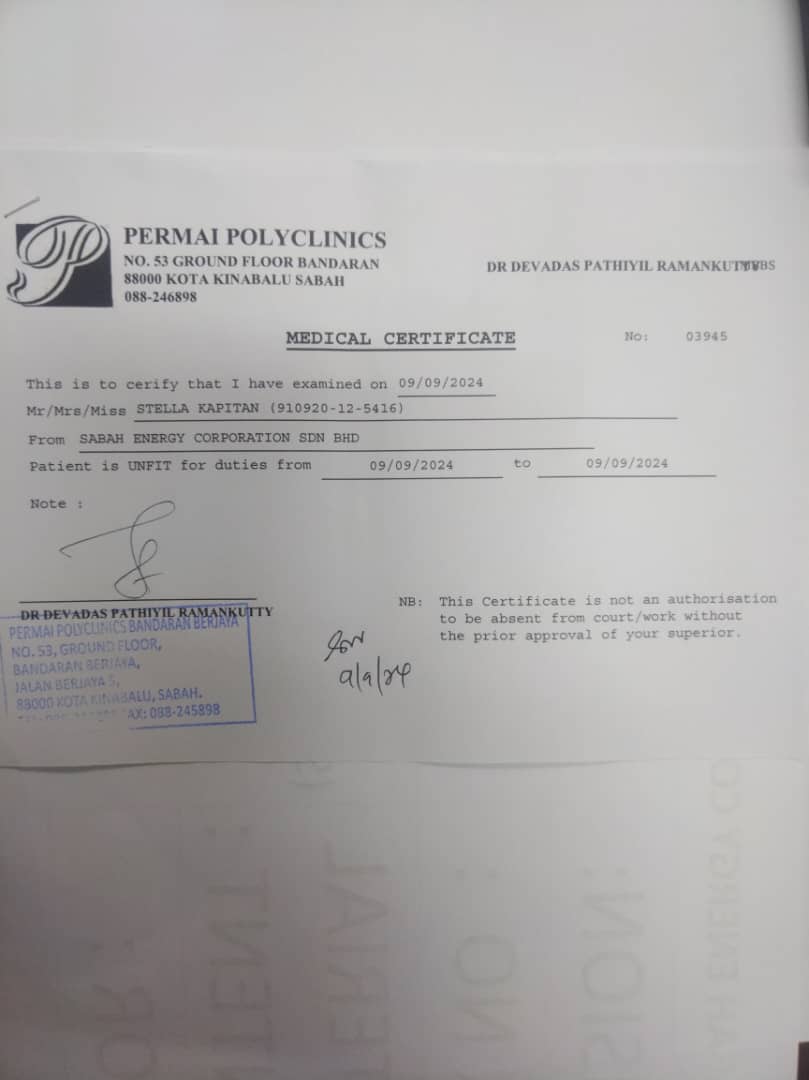 PERMAI POLYCLINICS
NO. 53 GROUND FLOOR BANDARAN
88000 KOTA KINABALU SABAH
088-246898
DR DEVADAS PATHIYIL RAMANKUTTY
MEDICAL CERTIFICATE
No: 03945
This is to cerify that I have examined on 09/09/2024
Mr/Mrs/Miss STELLA KAPITAN (910920-12-5416)
From SABAH ENERGY CORPORATION SDN BHD
Patient is UNFIT for duties from 09/09/2024 to 09/09/2024
Note :
DR DEVADAS PATHIYIL RAMANKUTTY
PERMAI POLYCLINICS BANDARAN BERJAYA
NO. 53, GROUND FLOOR,
BANDARAN BERJAYA,
JALAN BERJAYA 5,
88000 KOTA KINABALU, SABAH.
FAX: 088-245898
9/9/24
NB: This Certificate is not an authorisation
to be absent from court/work without
the prior approval of your superior.